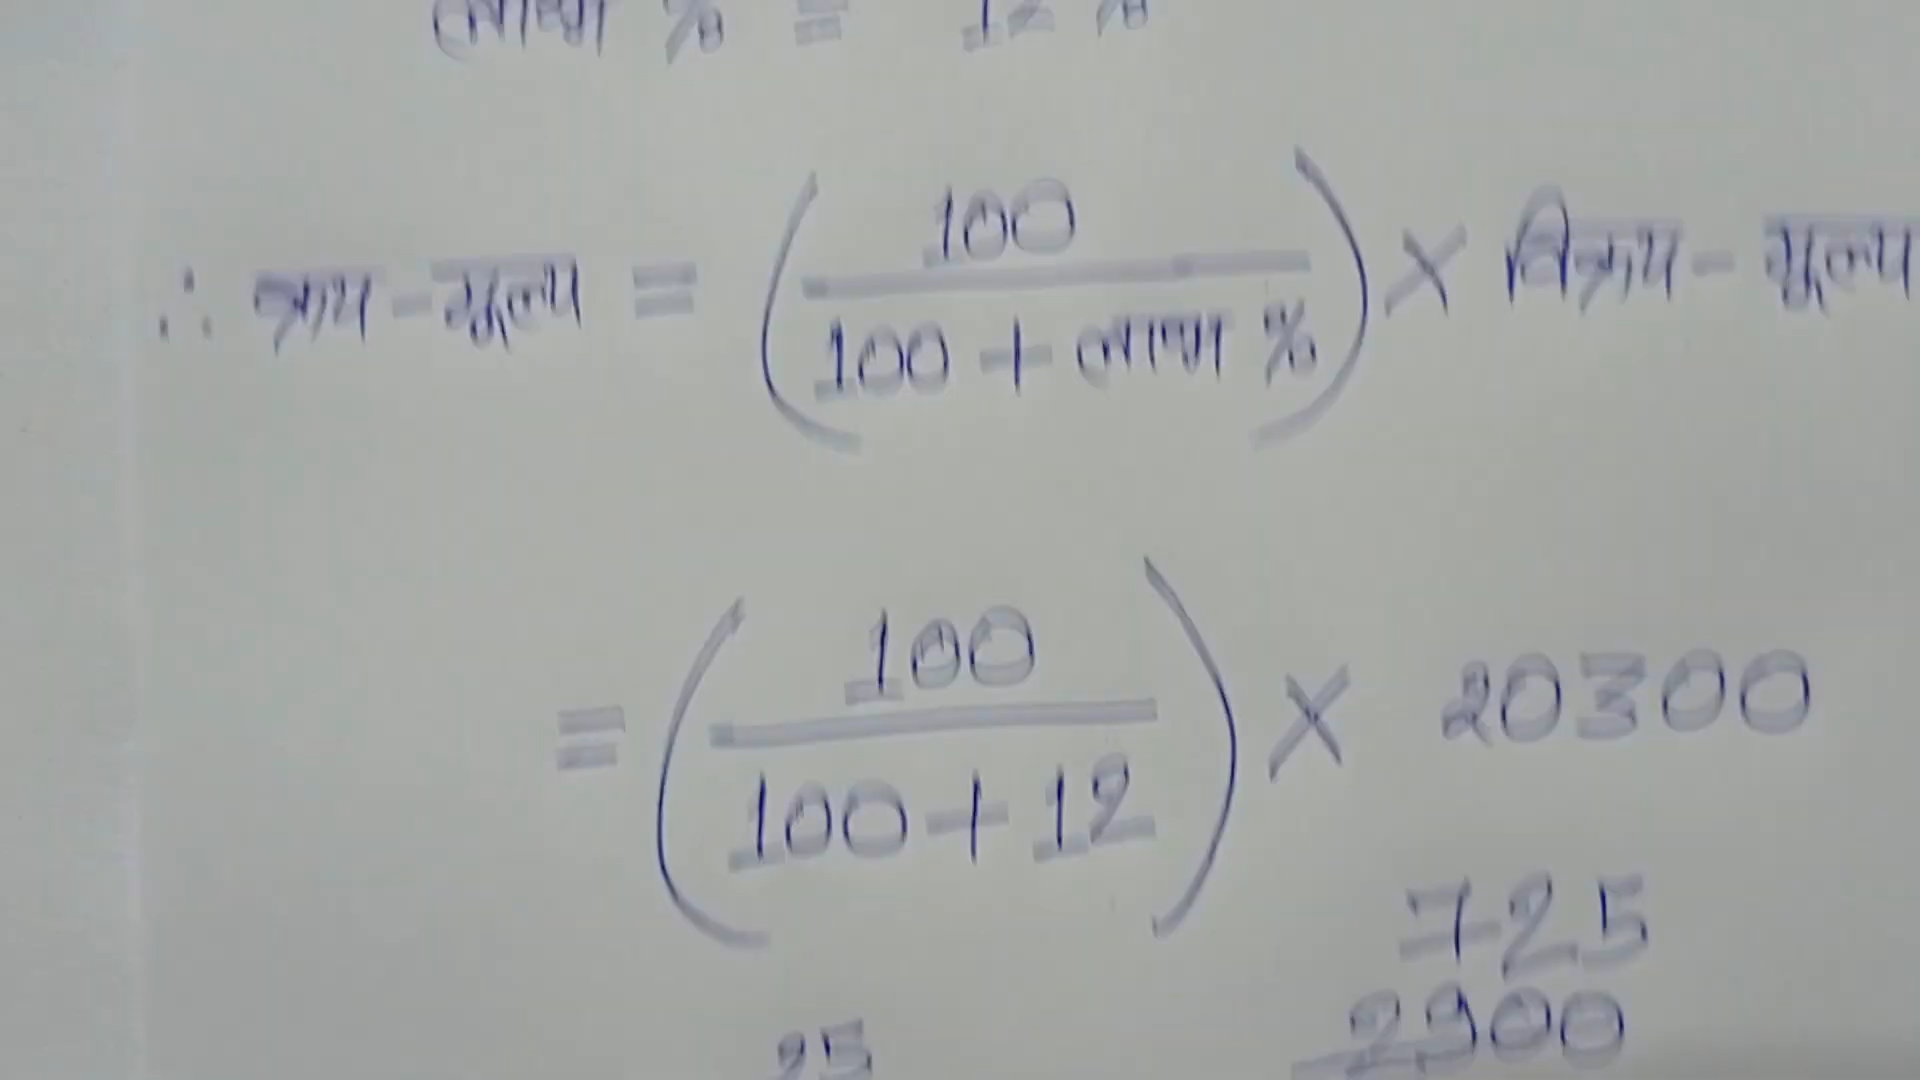 लाभ % = 12 %
∴ क्रय - मूल्य = ( 100 / 100 + लाभ % ) × विक्रय - मूल्य
= ( 100 / 100 + 12 ) × 20300
725
25 2900